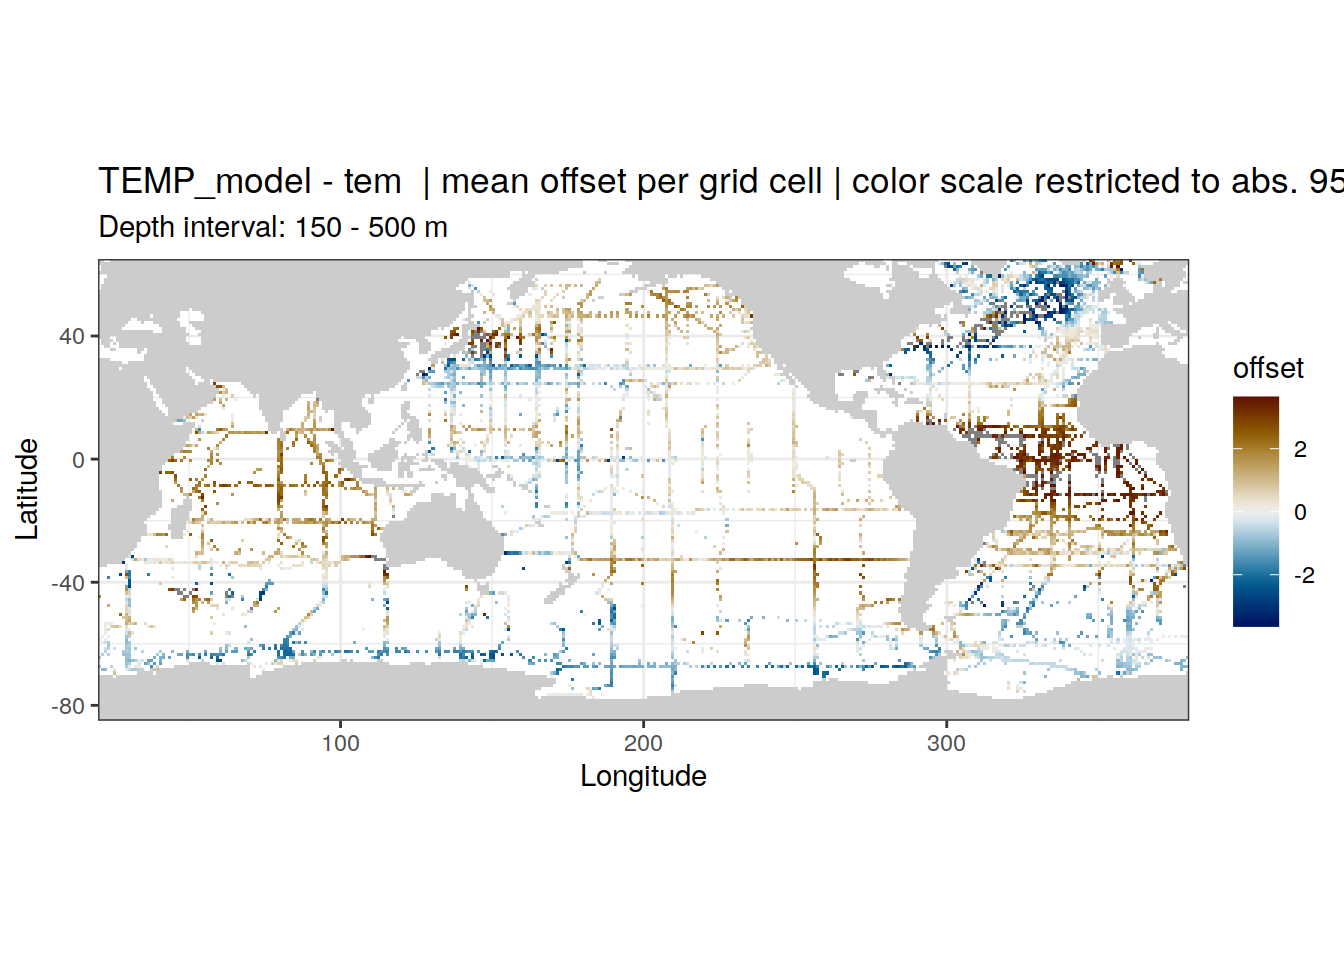 TEMP_model - tem  | mean offset per grid cell | color scale restricted to abs. 95
Depth interval: 150 - 500 m
offset
2
0
-2
40
0
-40
-80
Latitude
100
200
300
Longitude